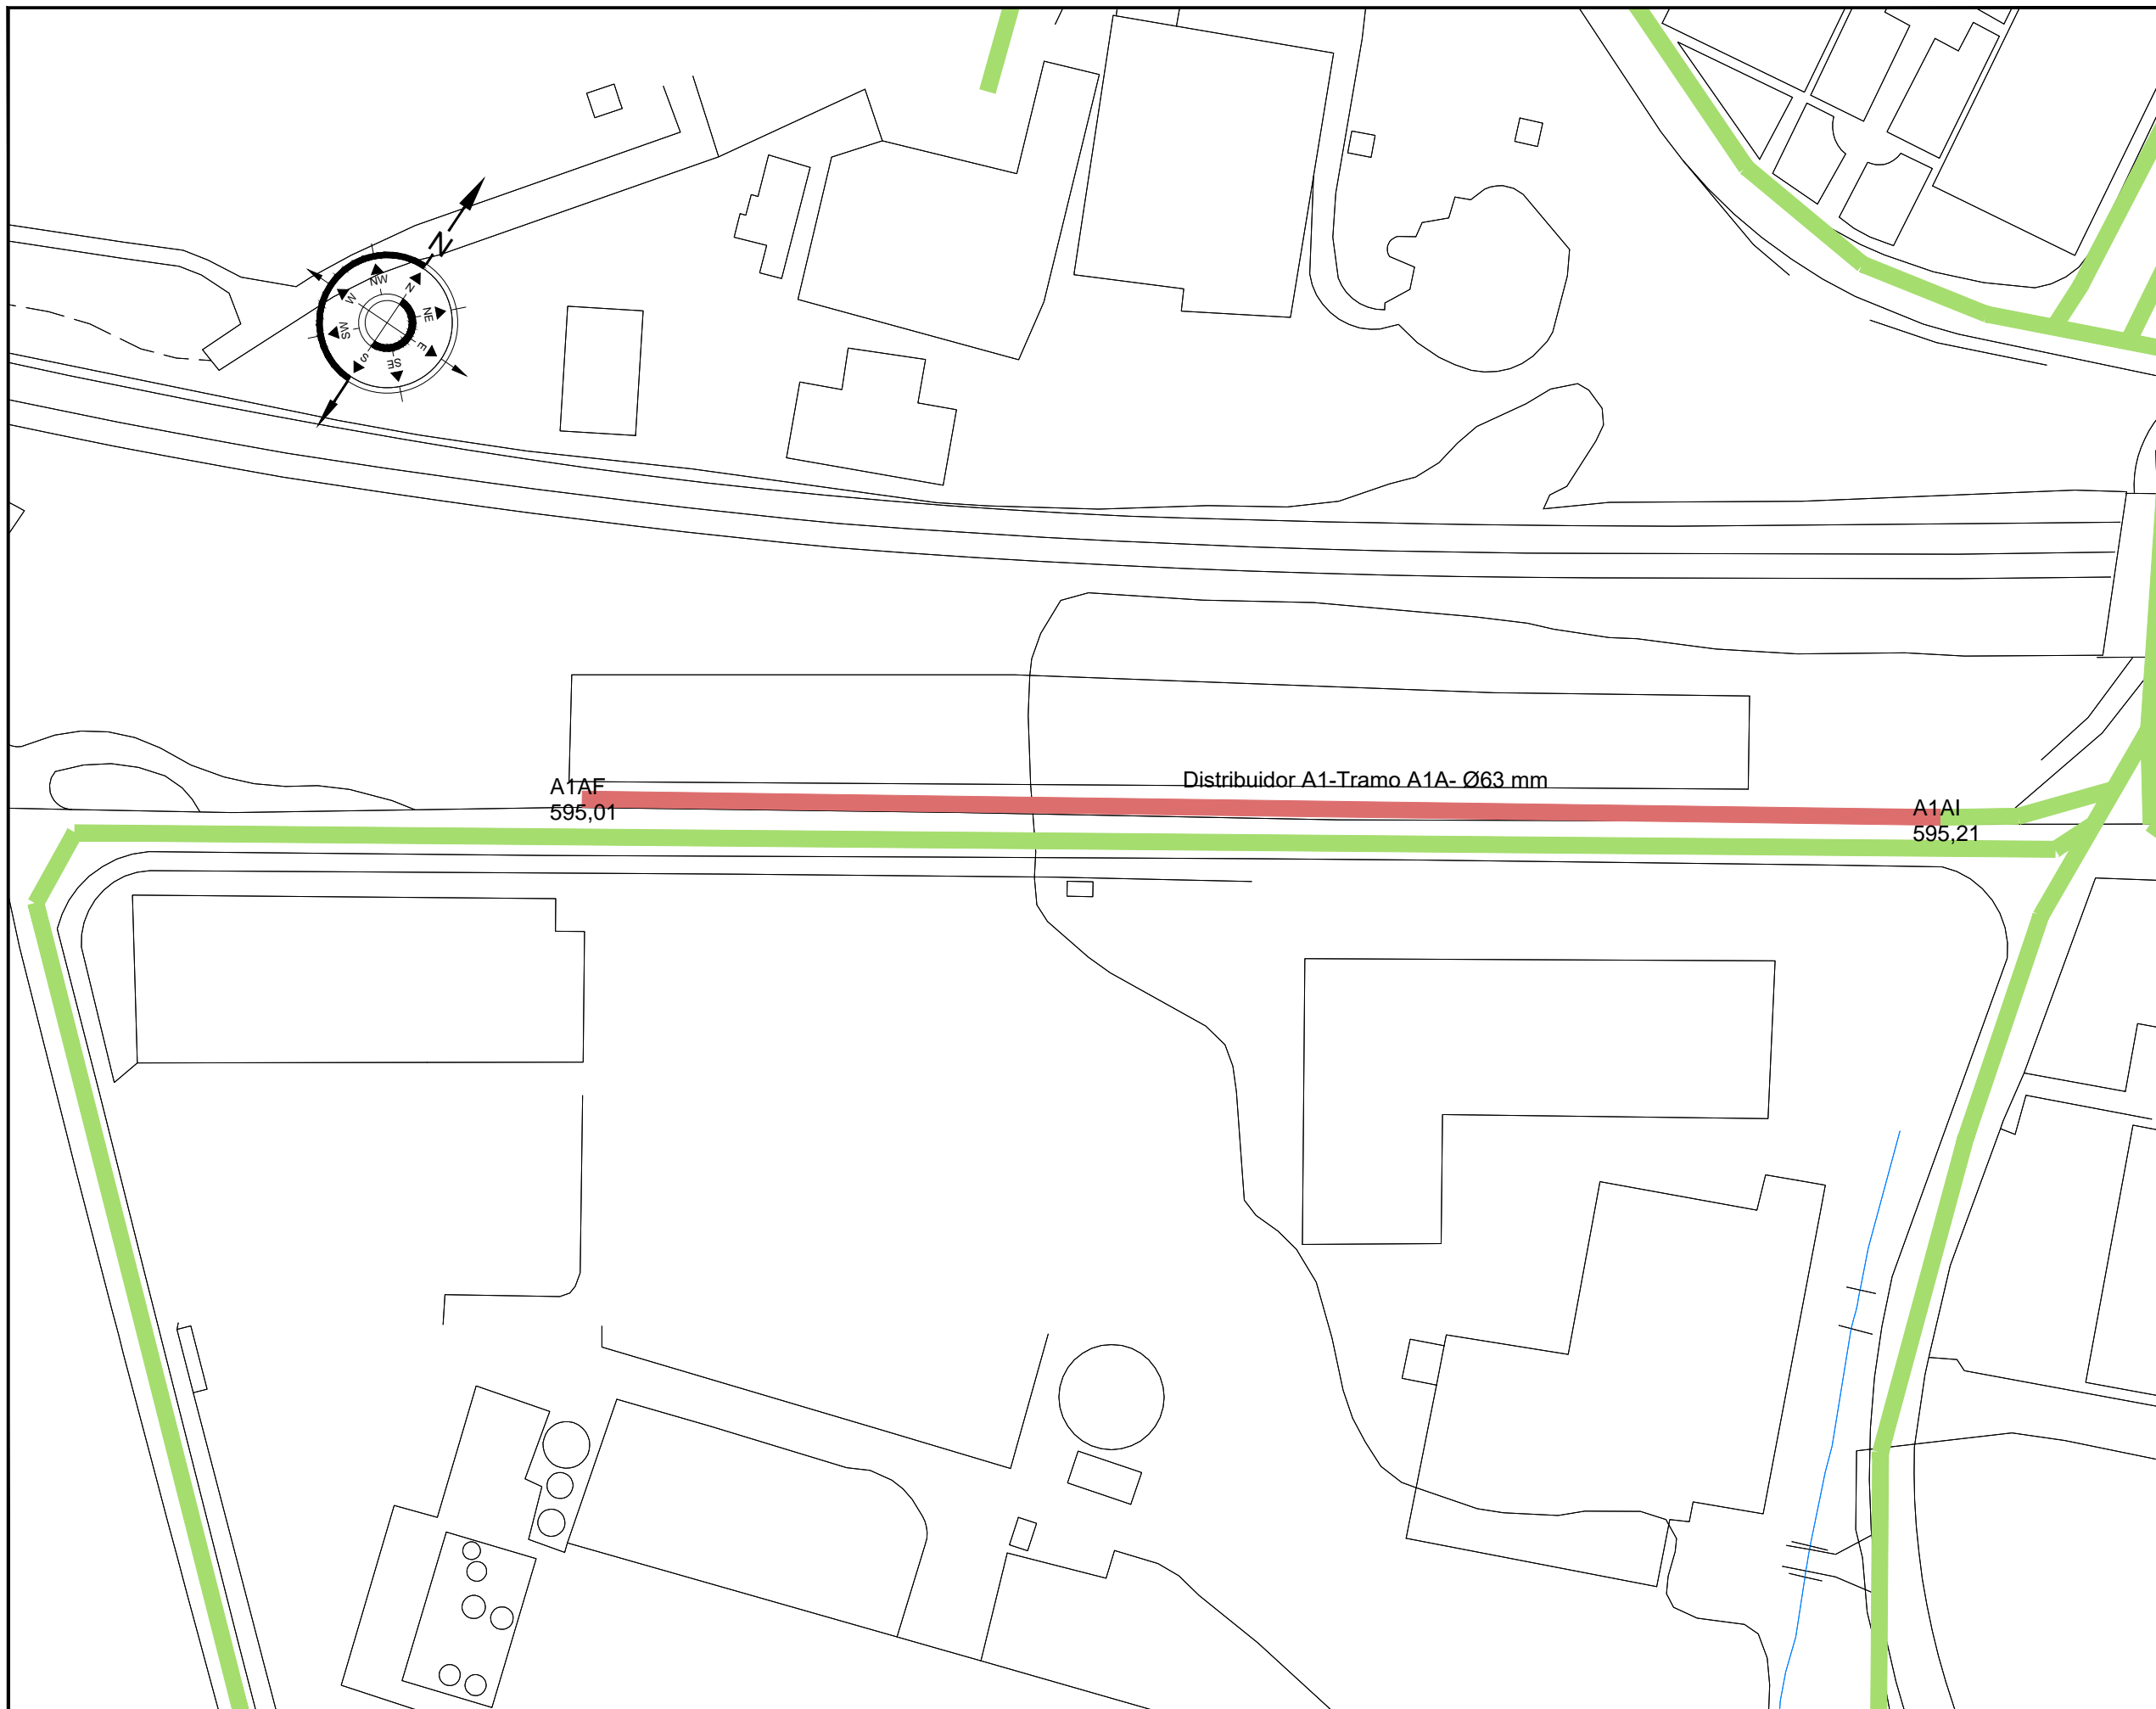 N
NW
N
W
NE
SW
E
S
SE
A1AF
595,01
Distribuidor A1-Tramo A1A- Ø63 mm
A1AI
595,21